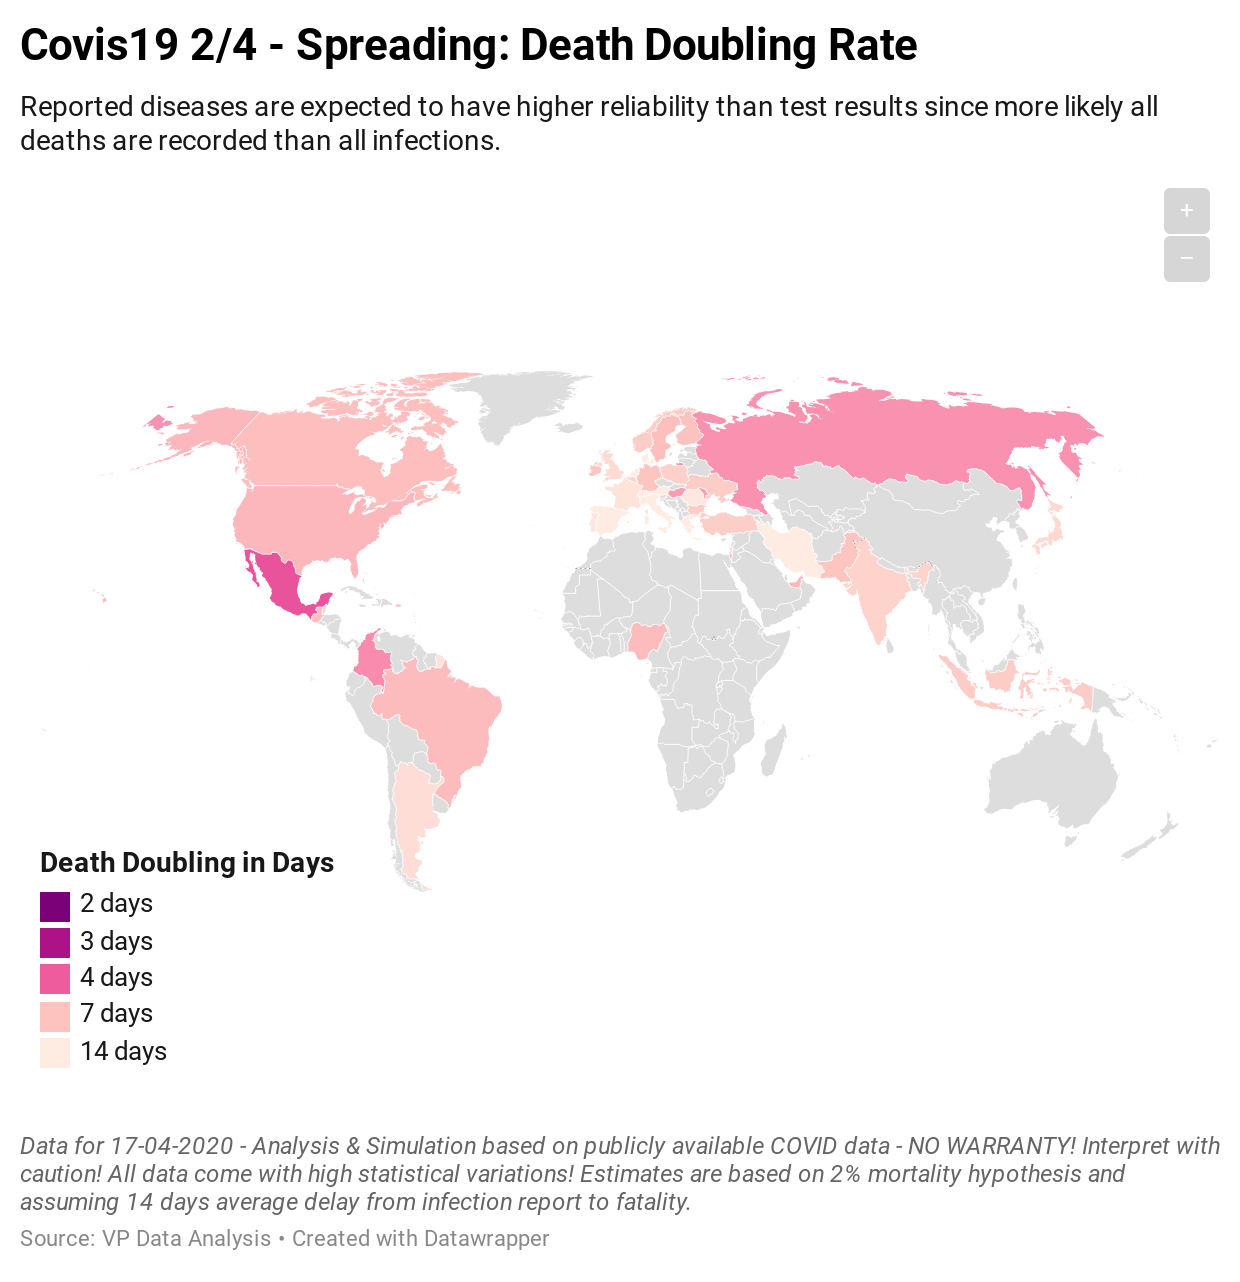 Covis19 2/4 - Spreading: Death Doubling Rate
Reported diseases are expected to have higher reliability than test results since more likely all
deaths are recorded than all infections.
+
−
Death Doubling in Days
2 days
3 days
4 days
7 days
14 days
Data for 17-04-2020 - Analysis & Simulation based on publicly available COVID data - NO WARRANTY! Interpret with
caution! All data come with high statistical variations! Estimates are based on 2% mortality hypothesis and
assuming 14 days average delay from infection report to fatality.
Source: VP Data Analysis • Created with Datawrapper